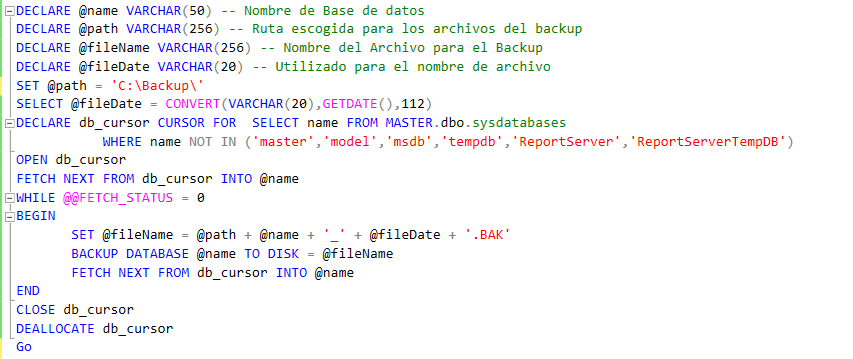 DECLARE @name VARCHAR(50) -- Nombre de Base de datos
DECLARE @path VARCHAR(256) -- Ruta escogida para los archivos del backup
DECLARE @fileName VARCHAR(256) -- Nombre del Archivo para el Backup
DECLARE @fileDate VARCHAR(20) -- Utilizado para el nombre de archivo
SET @path = 'C:\Backup\'
SELECT @fileDate = CONVERT(VARCHAR(20),GETDATE(),112)
DECLARE db_cursor CURSOR FOR  SELECT name FROM MASTER.dbo.sysdatabases
            WHERE name NOT IN ('master','model','msdb','tempdb','ReportServer','ReportServerTempDB')
OPEN db_cursor
FETCH NEXT FROM db_cursor INTO @name
WHILE @@FETCH_STATUS = 0
BEGIN
        SET @fileName = @path + @name + '_' + @fileDate + '.BAK'
        BACKUP DATABASE @name TO DISK = @fileName
        FETCH NEXT FROM db_cursor INTO @name
END
CLOSE db_cursor
DEALLOCATE db_cursor
Go